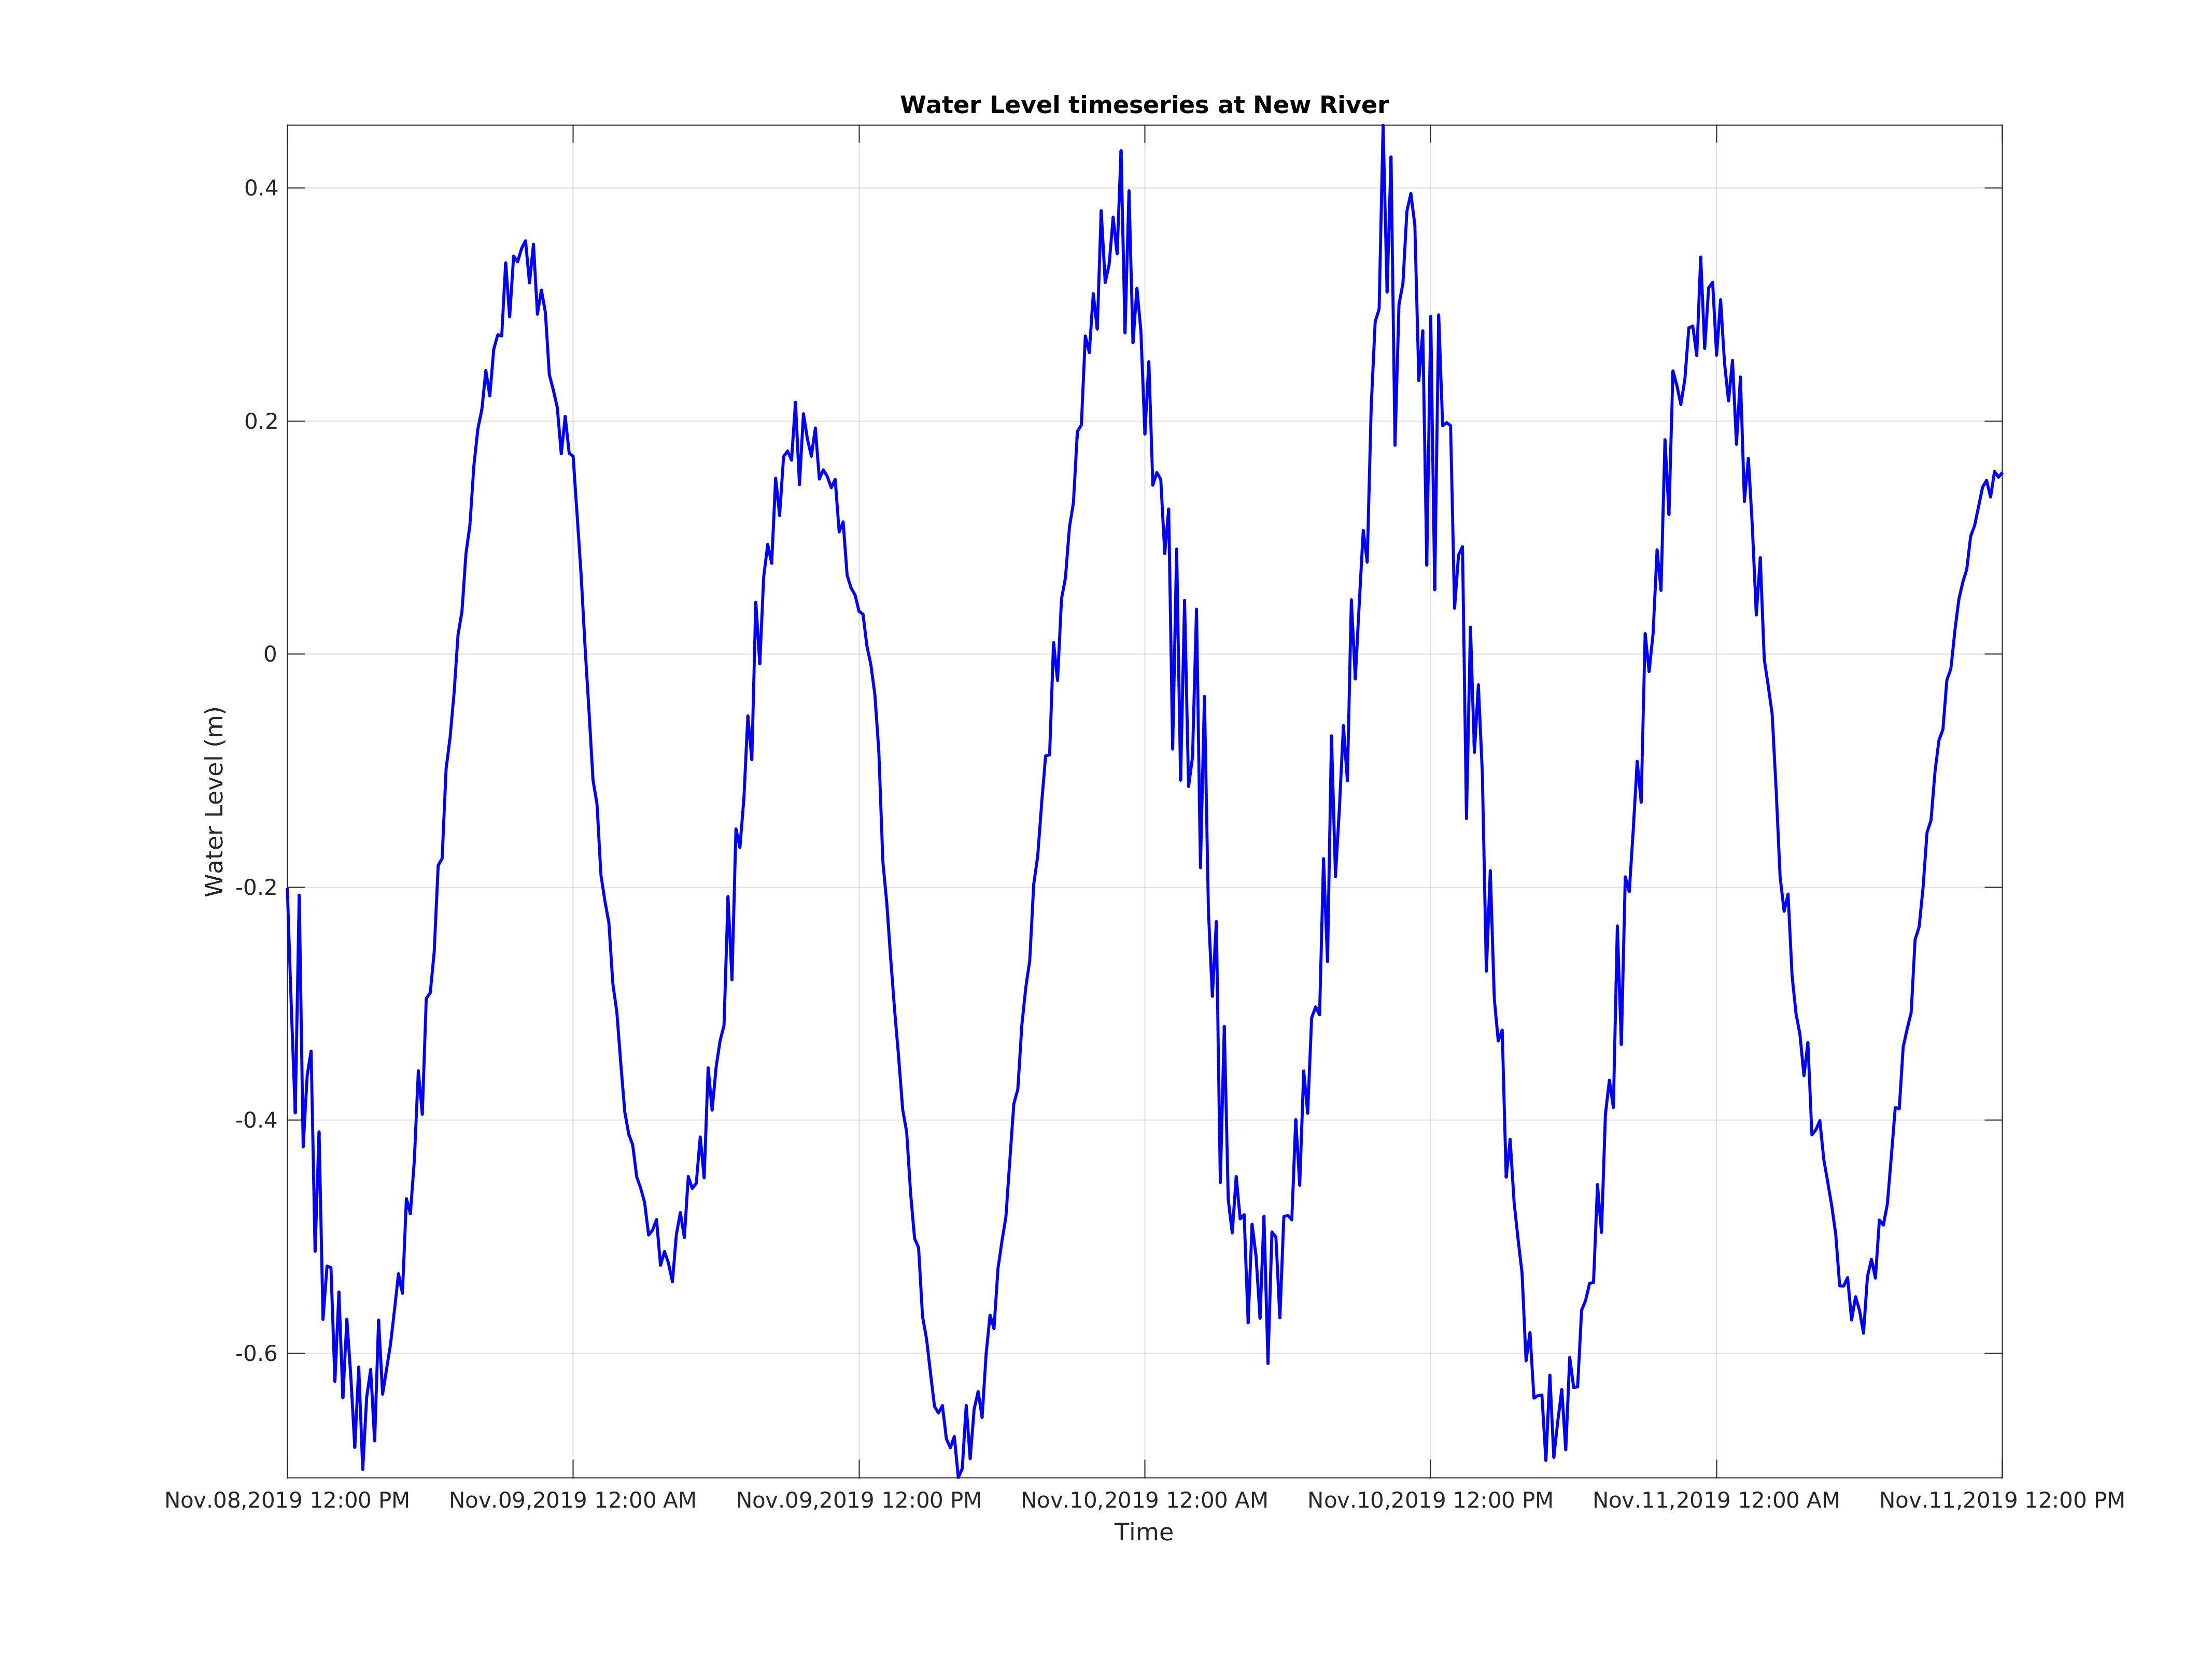 Water Level timeseries at New River
0.4
0.2
0
-0.2
-0.4
-0.6
Water Level (m)
Nov.08,2019 12:00 PM Nov.09,2019 12:00 AM Nov.09,2019 12:00 PM Nov.10,2019 12:00 AM Nov.10,2019 12:00 PM Nov.11,2019 12:00 AM Nov.11,2019 12:00 PM
Time